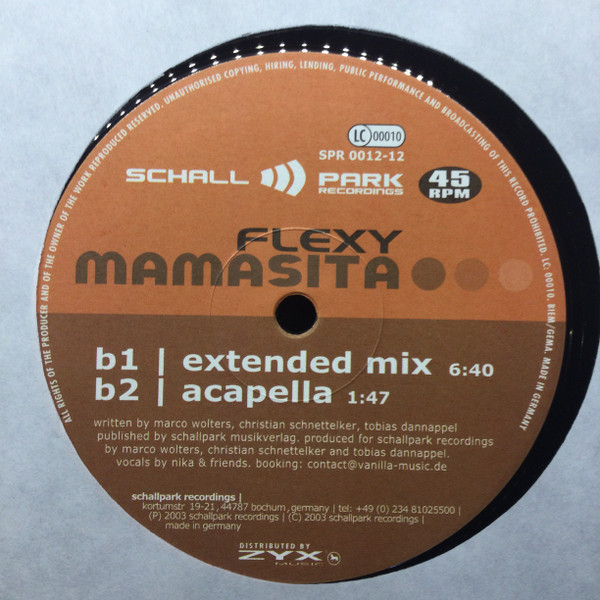 ALL RIGHTS OF THE PRODUCER AND OF THE OWNER OF THE WORK REPRODUCED RESERVED. UNAUTHORISED COPYING, HIRING, LENDING, PUBLIC PERFORMANCE AND BROADCASTING OF THIS RECORD PROHIBITED. LC: 00010. BIEM/GEMA. MADE IN GERMANY
LC 00010
SPR 0012-12
SCHALL PARK
RECORDINGS
45
RPM
FLEXY
MAMASITA
b1 | extended mix 6:40
b2 | acapella 1:47
written by marco wolters, christian schnettelker, tobias dannappel
published by schallpark musikverlag. produced for schallpark recordings
by marco wolters, christian schnettelker and tobias dannappel.
vocals by nika & friends. booking: contact@vanilla-music.de
schallpark recordings |
kortumstr 19-21, 44787 bochum, germany | tel: +49 (0) 234 81025500 |
(P) 2003 schallpark recordings | (C) 2003 schallpark recordings |
made in germany
DISTRIBUTED BY
ZYX
MUSIC